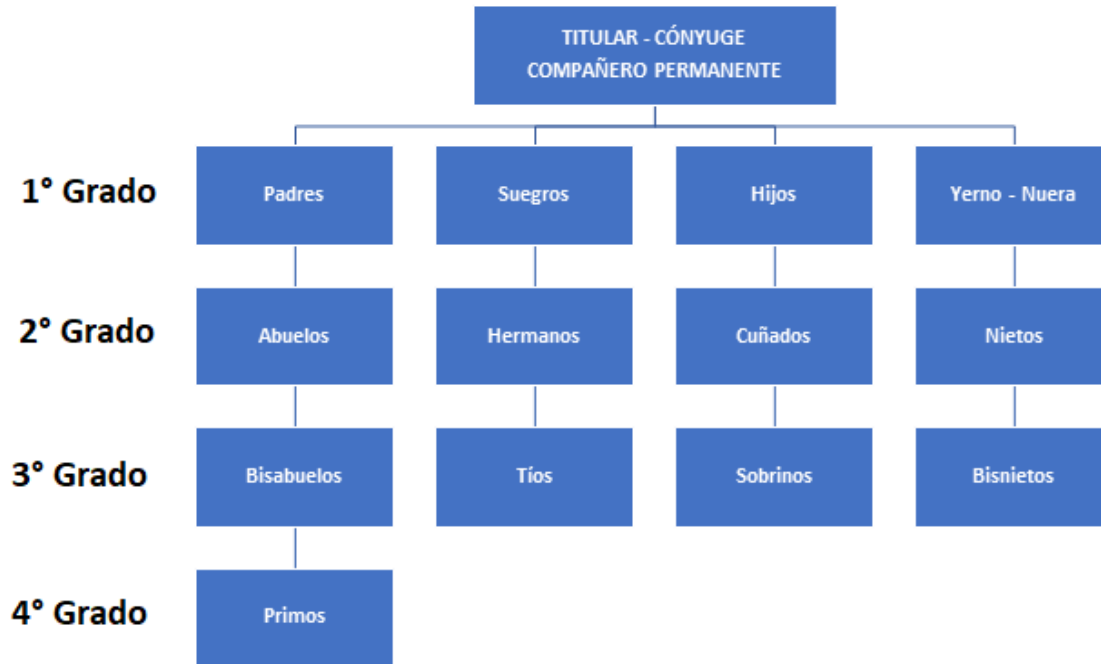 TITULAR - CÓNYUGE
COMPAÑERO PERMANENTE
1° Grado
Padres
Suegros
Hijos
Yerno - Nuera
2° Grado
Abuelos
Hermanos
Cuñados
Nietos
3° Grado
Bisabuelos
Tíos
Sobrinos
Bisnietos
4° Grado
Primos